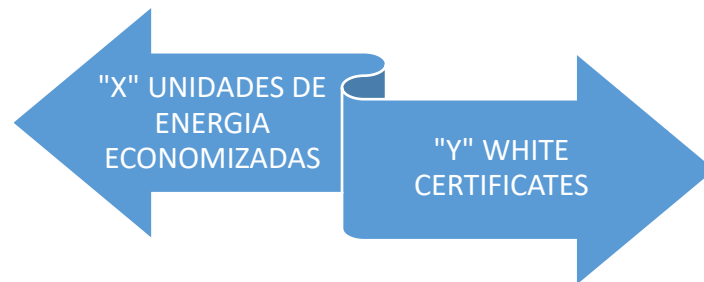 "X" UNIDADES DE
ENERGIA
ECONOMIZADAS
"Y" WHITE
CERTIFICATES